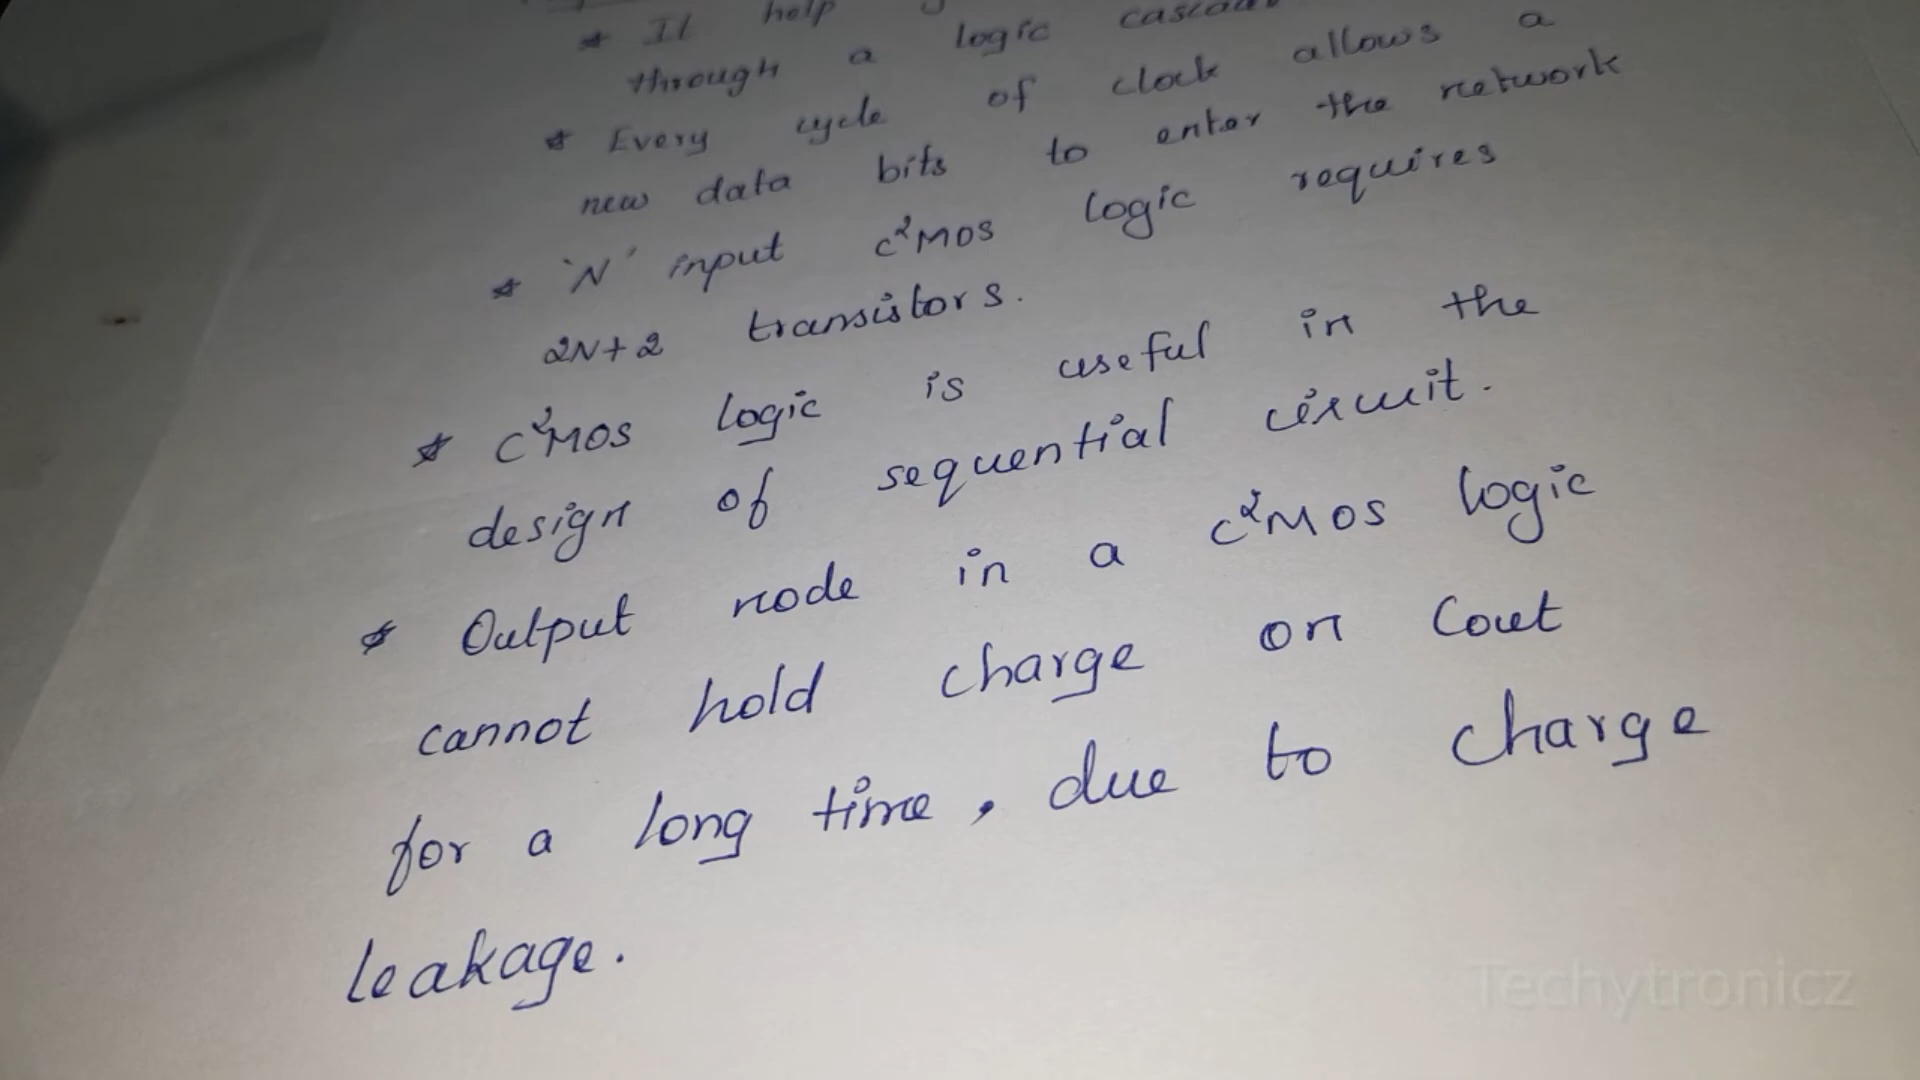 * It help
through a logic
* Every cycle of clock allows a
new data bits to enter the network
* 'N' input C²MOS logic requires
2N+2 transistors.
* C²MOS logic is useful in the
design of sequential circuit.
* Output node in a C²MOS logic
cannot hold charge on Cout
for a long time, due to charge
leakage.
Techytronicz